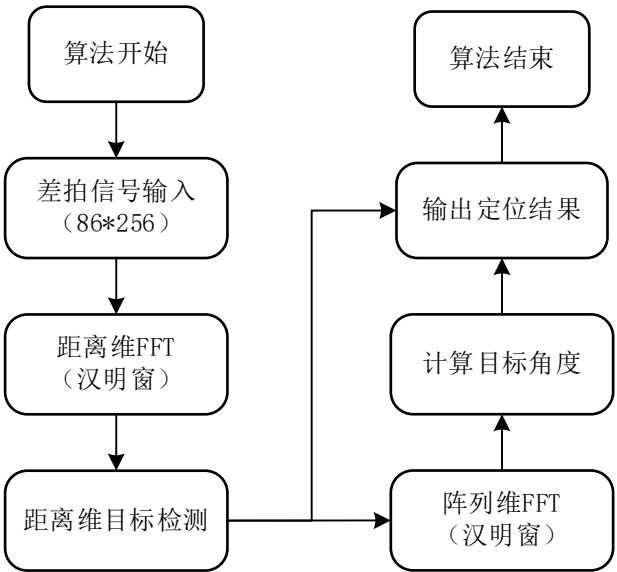 算法开始
差拍信号输入
（86*256）
距离维FFT
（汉明窗）
距离维目标检测
算法结束
输出定位结果
计算目标角度
阵列维FFT
（汉明窗）